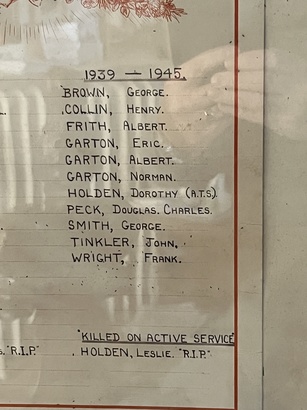 1939 — 1945.
BROWN, GEORGE.
COLLIN, HENRY.
FRITH, ALBERT.
GARTON, ERIC.
GARTON, ALBERT.
GARTON, NORMAN.
HOLDEN, DOROTHY (A.T.S).
PECK, DOUGLAS. CHARLES.
SMITH, GEORGE.
TINKLER, JOHN.
WRIGHT, FRANK.
KILLED ON ACTIVE SERVICE
"R.I.P." HOLDEN, LESLIE. "R.I.P."